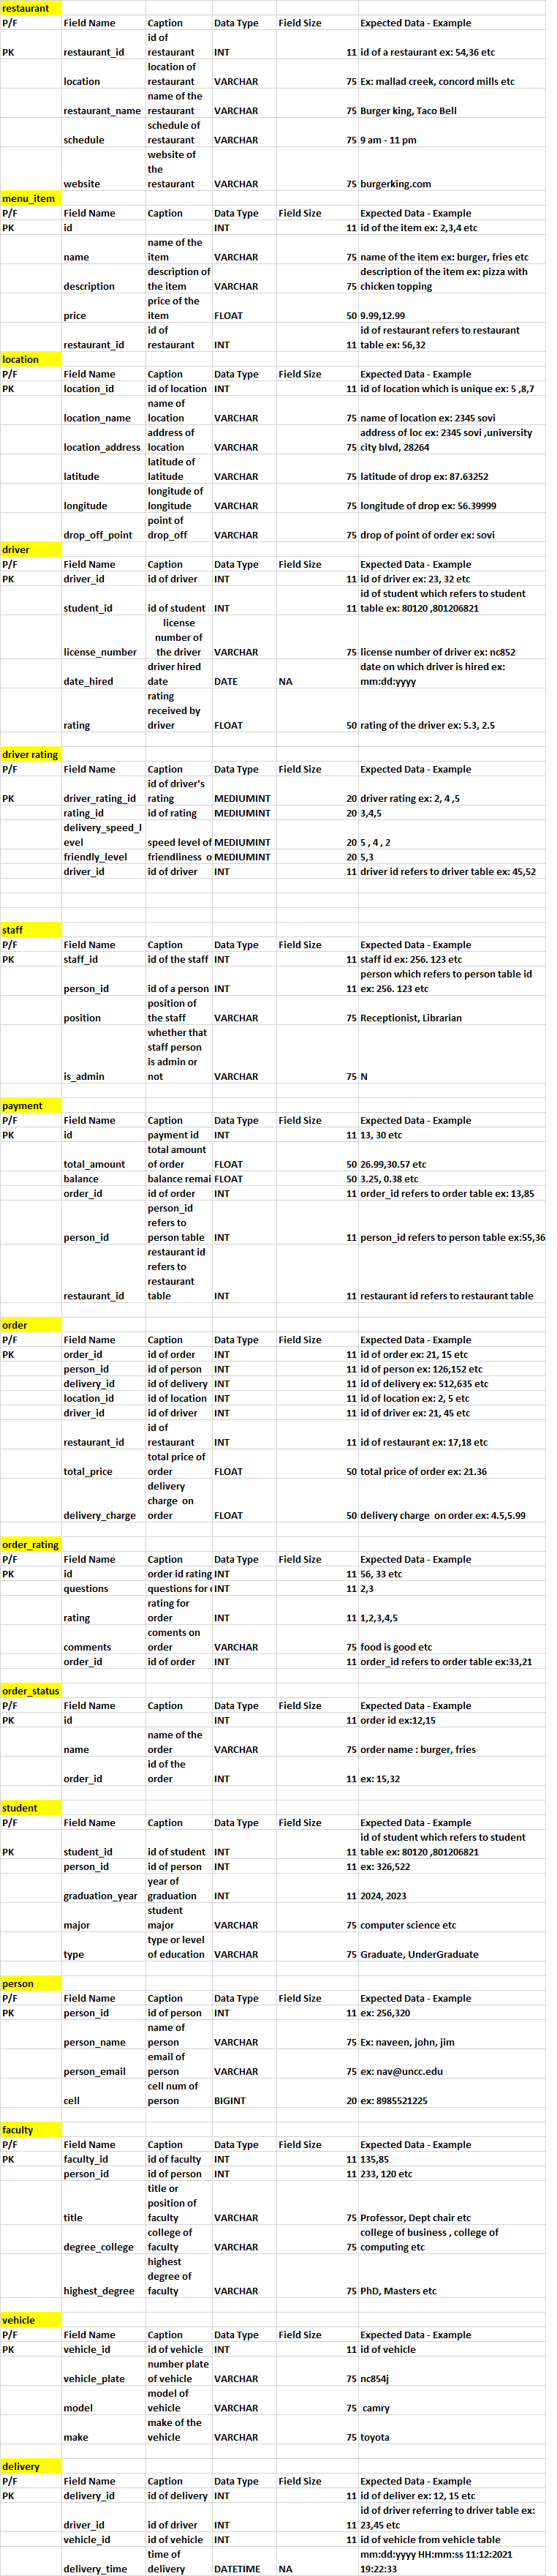 restaurant
P/F Field Name Caption Data Type Field Size Expected Data - Example
PK restaurant_id id of restaurant INT 11 id of a restaurant ex: 54,36 etc
location location of restaurant VARCHAR 75 Ex: mallad creek, concord mills etc
restaurant_name name of the restaurant VARCHAR 75 Burger king, Taco Bell
schedule schedule of restaurant VARCHAR 75 9 am - 11 pm
website website of the restaurant VARCHAR 75 burgerking.com
menu_item
P/F Field Name Caption Data Type Field Size Expected Data - Example
PK id INT 11 id of the item ex: 2,3,4 etc
name name of the item VARCHAR 75 name of the item ex: burger, fries etc
description description of the item VARCHAR 75 description of the item ex: pizza with chicken topping
price price of the item FLOAT 50 9.99,12.99
restaurant_id id of restaurant INT 11 id of restaurant refers to restaurant table ex: 56,32
location
P/F Field Name Caption Data Type Field Size Expected Data - Example
PK location_id id of location INT 11 id of location which is unique ex: 5 ,8,7
location_name name of location VARCHAR 75 name of location ex: 2345 sovi
location_address address of location VARCHAR 75 address of loc ex: 2345 sovi ,university city blvd, 28264
latitude latitude of latitude VARCHAR 75 latitude of drop ex: 87.63252
longitude longitude of longitude VARCHAR 75 longitude of drop ex: 56.39999
drop_off_point point of drop_off VARCHAR 75 drop of point of order ex: sovi
driver
P/F Field Name Caption Data Type Field Size Expected Data - Example
PK driver_id id of driver INT 11 id of driver ex: 23, 32 etc
student_id id of student INT 11 id of student which refers to student table ex: 80120 ,801206821
license_number license number of the driver VARCHAR 75 license number of driver ex: nc852
date_hired driver hired date DATE NA date on which driver is hired ex: mm:dd:yyyy
rating rating received by driver FLOAT 50 rating of the driver ex: 5.3, 2.5
driver rating
P/F Field Name Caption Data Type Field Size Expected Data - Example
PK driver_rating_id id of driver's rating MEDIUMINT 20 driver rating ex: 2, 4 ,5
rating_id id of rating MEDIUMINT 20 3,4,5
delivery_speed_level speed level of MEDIUMINT 20 5 , 4 , 2
friendly_level friendliness o MEDIUMINT 20 5,3
driver_id id of driver INT 11 driver id refers to driver table ex: 45,52
staff
P/F Field Name Caption Data Type Field Size Expected Data - Example
PK staff_id id of the staff INT 11 staff id ex: 256. 123 etc
person_id id of a person INT 11 person which refers to person table id ex: 256. 123 etc
position position of the staff VARCHAR 75 Receptionist, Librarian
is_admin whether that staff person is admin or not VARCHAR 75 N
payment
P/F Field Name Caption Data Type Field Size Expected Data - Example
PK id payment id INT 11 13, 30 etc
total_amount total amount of order FLOAT 50 26.99,30.57 etc
balance balance remai FLOAT 50 3.25, 0.38 etc
order_id id of order INT 11 order_id refers to order table ex: 13,85
person_id person_id refers to person table INT 11 person_id refers to person table ex:55,36
restaurant_id restaurant id refers to restaurant table INT 11 restaurant id refers to restaurant table
order
P/F Field Name Caption Data Type Field Size Expected Data - Example
PK order_id id of order INT 11 id of order ex: 21, 15 etc
person_id id of person INT 11 id of person ex: 126,152 etc
delivery_id id of delivery INT 11 id of delivery ex: 512,635 etc
location_id id of location INT 11 id of location ex: 2, 5 etc
driver_id id of driver INT 11 id of driver ex: 21, 45 etc
restaurant_id id of restaurant INT 11 id of restaurant ex: 17,18 etc
total_price total price of order FLOAT 50 total price of order ex: 21.36
delivery_charge delivery charge on order FLOAT 50 delivery charge on order ex: 4.5,5.99
order_rating
P/F Field Name Caption Data Type Field Size Expected Data - Example
PK id order id rating INT 11 56, 33 etc
questions questions for INT 11 2,3
rating rating for order INT 11 1,2,3,4,5
comments coments on order VARCHAR 75 food is good etc
order_id id of order INT 11 order_id refers to order table ex:33,21
order_status
P/F Field Name Caption Data Type Field Size Expected Data - Example
PK id INT 11 order id ex:12,15
name name of the order VARCHAR 75 order name : burger, fries
order_id id of the order INT 11 ex: 15,32
student
P/F Field Name Caption Data Type Field Size Expected Data - Example
PK student_id id of student INT 11 id of student which refers to student table ex: 80120 ,801206821
person_id id of person INT 11 ex: 326,522
graduation_year year of graduation INT 11 2024, 2023
major student major VARCHAR 75 computer science etc
type type or level of education VARCHAR 75 Graduate, UnderGraduate
person
P/F Field Name Caption Data Type Field Size Expected Data - Example
PK person_id id of person INT 11 ex: 256,320
person_name name of person VARCHAR 75 Ex: naveen, john, jim
person_email email of person VARCHAR 75 ex: nav@uncc.edu
cell cell num of person BIGINT 20 ex: 8985521225
faculty
P/F Field Name Caption Data Type Field Size Expected Data - Example
PK faculty_id id of faculty INT 11 135,85
person_id id of person INT 11 233, 120 etc
title title or position of faculty VARCHAR 75 Professor, Dept chair etc
degree_college college of faculty VARCHAR 75 college of business , college of computing etc
highest_degree highest degree of faculty VARCHAR 75 PhD, Masters etc
vehicle
P/F Field Name Caption Data Type Field Size Expected Data - Example
PK vehicle_id id of vehicle INT 11 id of vehicle
vehicle_plate number plate of vehicle VARCHAR 75 nc854j
model model of vehicle VARCHAR 75 camry
make make of the vehicle VARCHAR 75 toyota
delivery
P/F Field Name Caption Data Type Field Size Expected Data - Example
PK delivery_id id of delivery INT 11 id of deliver ex: 12, 15 etc
driver_id id of driver INT 11 id of driver referring to driver table ex: 23,45 etc
vehicle_id id of vehicle INT 11 id of vehicle from vehicle table
delivery_time time of delivery DATETIME NA mm:dd:yyyy HH:mm:ss 11:12:2021 19:22:33